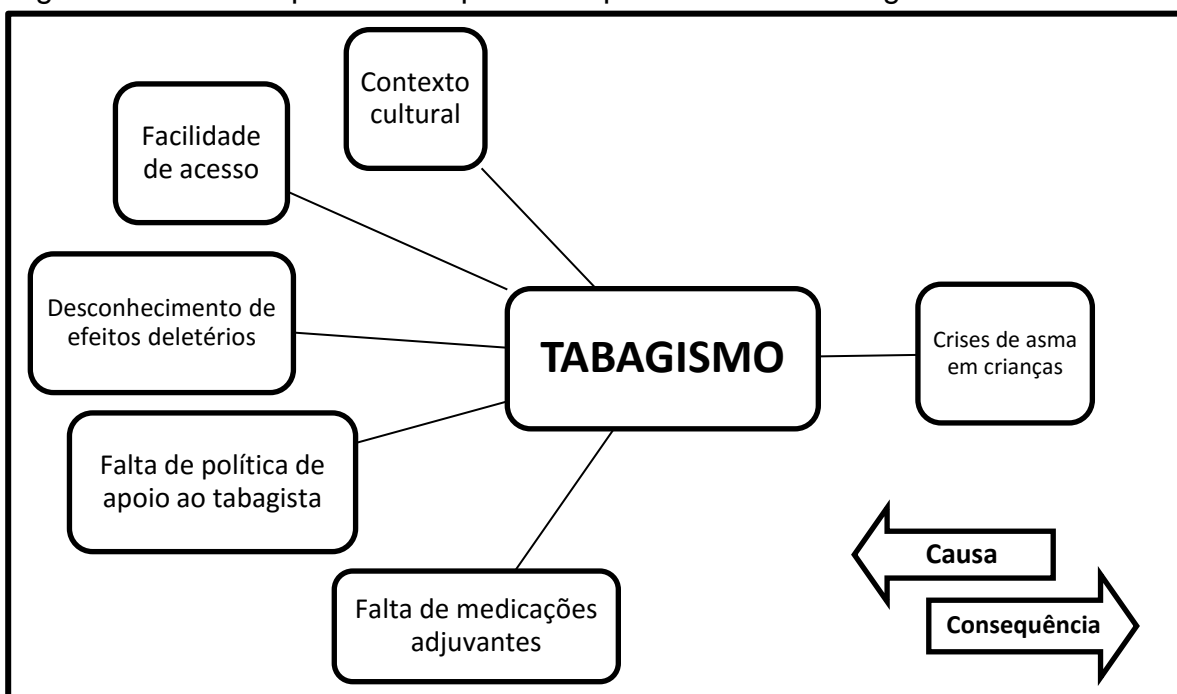 Contexto
cultural
Facilidade
de acesso
Desconhecimento de
efeitos deletérios
TABAGISMO
Crises de asma
em crianças
Falta de política de
apoio ao tabagista
Causa
Falta de medicações
adjuvantes
Consequência